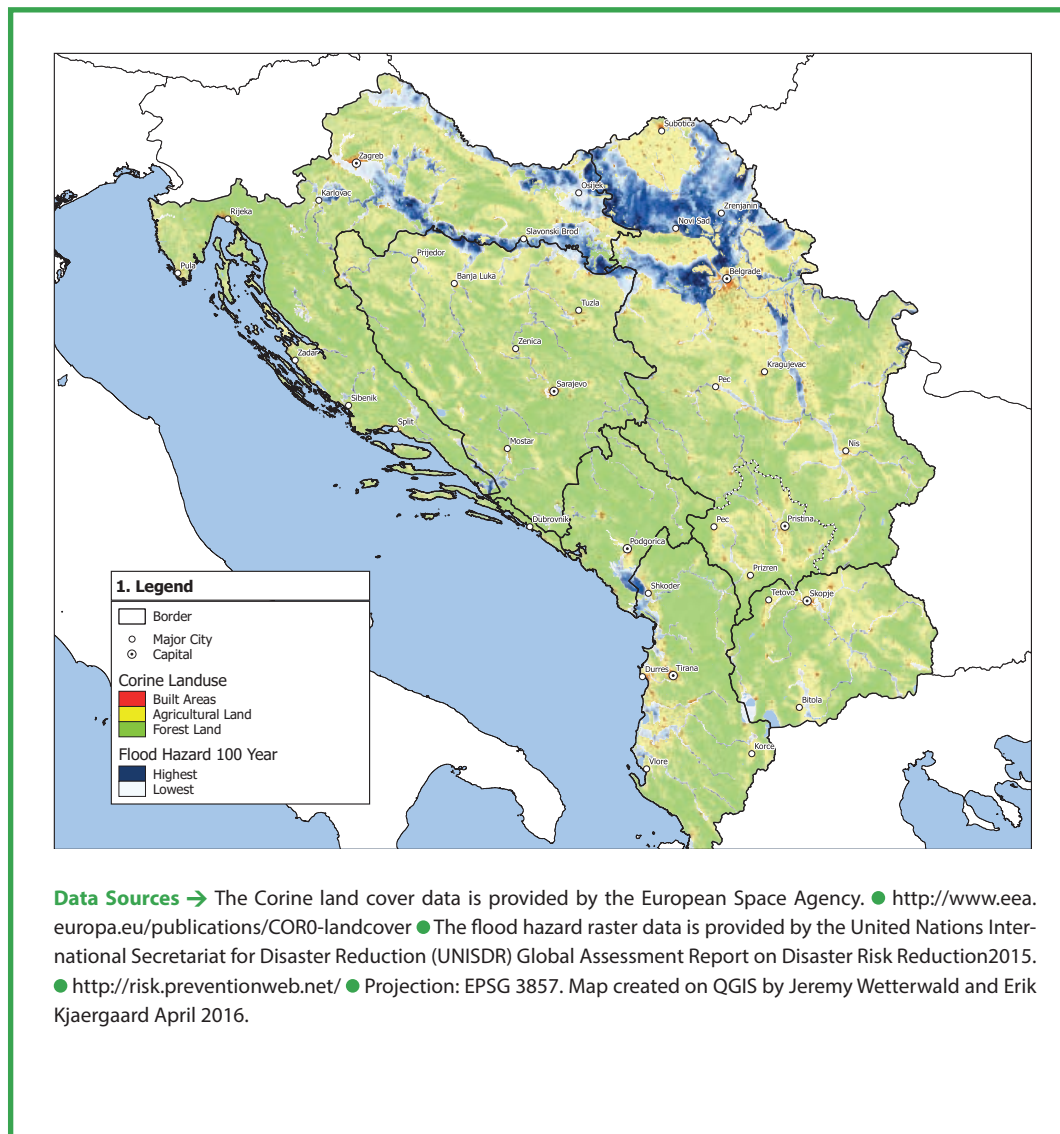 Subotica
Zagreb
Osijek
Karlovac
Zrenjanin
Rijeka
Novi Sad
Slavonski Brod
Prijedor
Pula
Banja Luka
Belgrade
Tuzla
Zenica
Zadar
Kragujevac
Pec
Sarajevo
Sibenik
Split
Mostar
Nis
Dubrovnik
Pec
Pristina
Podgorica
Prizren
Shkoder
Tetovo
Skopje
Durres
Tirana
Bitola
Korce
Vlore
1. Legend
Border
Major City
Capital
Corine Landuse
Built Areas
Agricultural Land
Forest Land
Flood Hazard 100 Year
Highest
Lowest
Data Sources → The Corine land cover data is provided by the European Space Agency. ● http://www.eea.
europa.eu/publications/COR0-landcover ● The flood hazard raster data is provided by the United Nations Inter-
national Secretariat for Disaster Reduction (UNISDR) Global Assessment Report on Disaster Risk Reduction2015.
● http://risk.preventionweb.net/ ● Projection: EPSG 3857. Map created on QGIS by Jeremy Wetterwald and Erik
Kjaergaard April 2016.